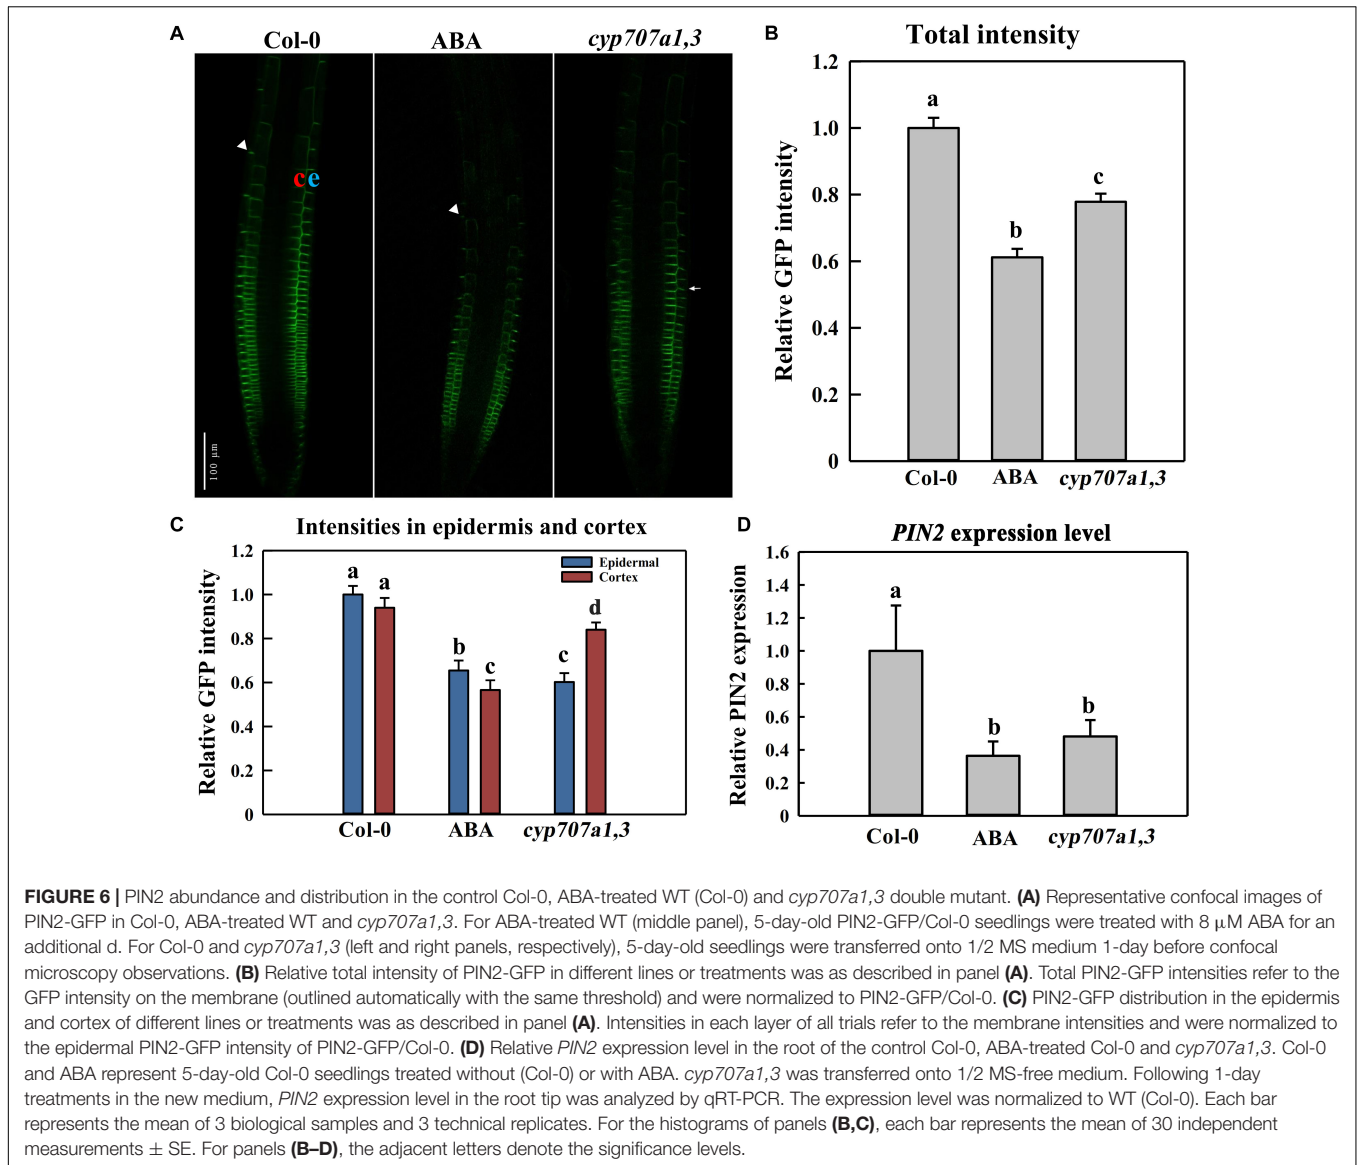 A
Col-0
ABA
cyp707a1,3
c e
100 μm
B
Total intensity
Relative GFP intensity
1.2
1.0
0.8
0.6
0.4
0.2
0
a
b
c
Col-0
ABA
cyp707a1,3
C
Intensities in epidermis and cortex
Relative GFP intensity
1.2
1.0
0.8
0.6
0.4
0.2
0
Epidermal
Cortex
a
a
b
c
c
d
Col-0
ABA
cyp707a1,3
D
PIN2 expression level
Relative PIN2 expression
1.6
1.4
1.2
1.0
0.8
0.6
0.4
0.2
0
a
b
b
Col-0
ABA
cyp707a1,3
FIGURE 6 | PIN2 abundance and distribution in the control Col-0, ABA-treated WT (Col-0) and cyp707a1,3 double mutant. (A) Representative confocal images of
PIN2-GFP in Col-0, ABA-treated WT and cyp707a1,3. For ABA-treated WT (middle panel), 5-day-old PIN2-GFP/Col-0 seedlings were treated with 8 μM ABA for an
additional d. For Col-0 and cyp707a1,3 (left and right panels, respectively), 5-day-old seedlings were transferred onto 1/2 MS medium 1-day before confocal
microscopy observations. (B) Relative total intensity of PIN2-GFP in different lines or treatments was as described in panel (A). Total PIN2-GFP intensities refer to the
GFP intensity on the membrane (outlined automatically with the same threshold) and were normalized to PIN2-GFP/Col-0. (C) PIN2-GFP distribution in the epidermis
and cortex of different lines or treatments was as described in panel (A). Intensities in each layer of all trials refer to the membrane intensities and were normalized to
the epidermal PIN2-GFP intensity of PIN2-GFP/Col-0. (D) Relative PIN2 expression level in the root of the control Col-0, ABA-treated Col-0 and cyp707a1,3. Col-0
and ABA represent 5-day-old Col-0 seedlings treated without (Col-0) or with ABA. cyp707a1,3 was transferred onto 1/2 MS-free medium. Following 1-day
treatments in the new medium, PIN2 expression level in the root tip was analyzed by qRT-PCR. The expression level was normalized to WT (Col-0). Each bar
represents the mean of 3 biological samples and 3 technical replicates. For the histograms of panels (B,C), each bar represents the mean of 30 independent
measurements ± SE. For panels (B–D), the adjacent letters denote the significance levels.